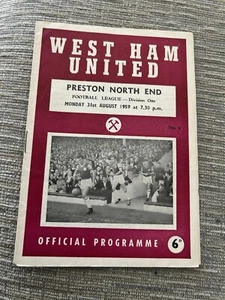 WEST HAM
UNITED
PRESTON NORTH END
FOOTBALL LEAGUE—Division One
MONDAY 31st AUGUST 1959 at 7.30 p.m.
OFFICIAL PROGRAMME 6ᴰ